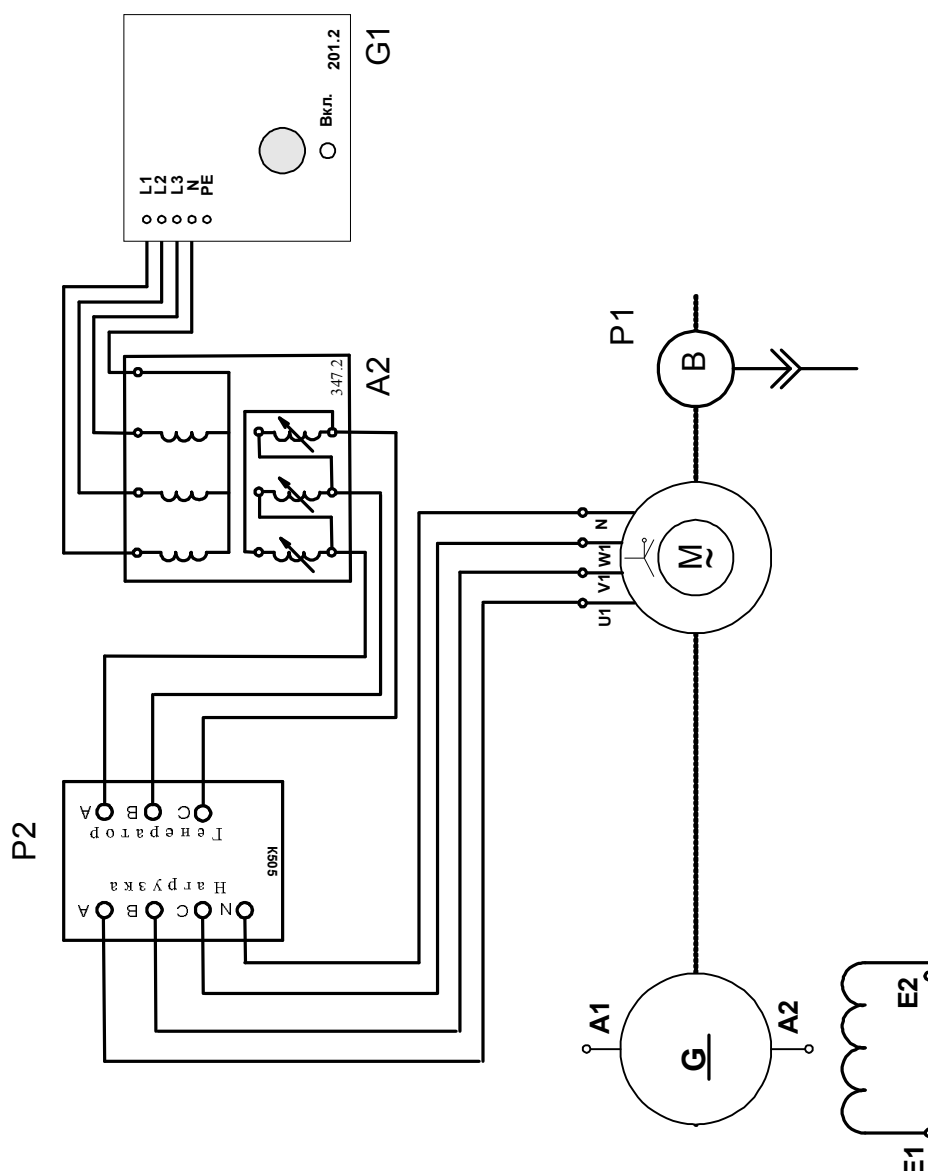 201.2
G1
Вкл.
L1
L2
L3
N
PE
347.2
A2
P1
B
N
W1
V1
U1
M
~
P2
A
B
C
Генератор
K505
Нагрузка
A
B
C
N
A1
G
A2
E2
E1